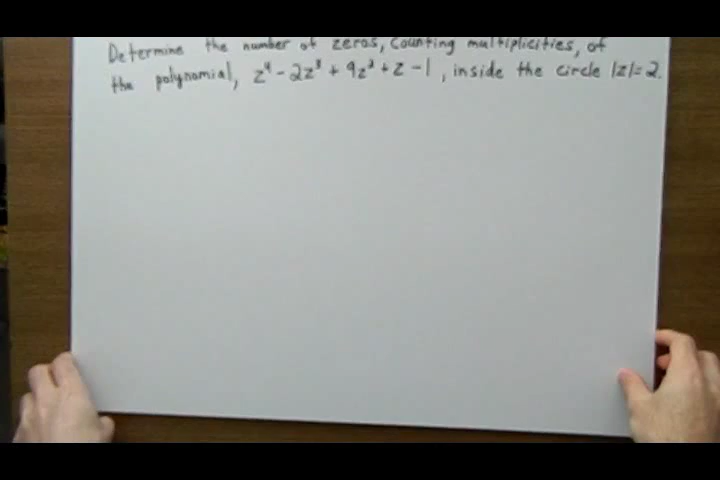 Determine the number of zeros, counting multiplicities, of
the polynomial, z⁴ - 2z³ + 9z² + z - 1, inside the circle |z|=2.